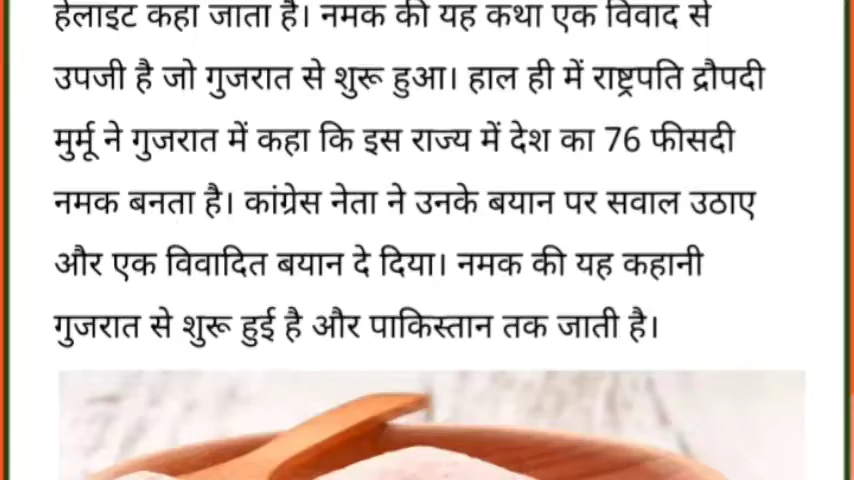 हेलाइट कहा जाता है। नमक की यह कथा एक विवाद से
उपजी है जो गुजरात से शुरू हुआ। हाल ही में राष्ट्रपति द्रौपदी
मुर्मू ने गुजरात में कहा कि इस राज्य में देश का 76 फीसदी
नमक बनता है। कांग्रेस नेता ने उनके बयान पर सवाल उठाए
और एक विवादित बयान दे दिया। नमक की यह कहानी
गुजरात से शुरू हुई है और पाकिस्तान तक जाती है।